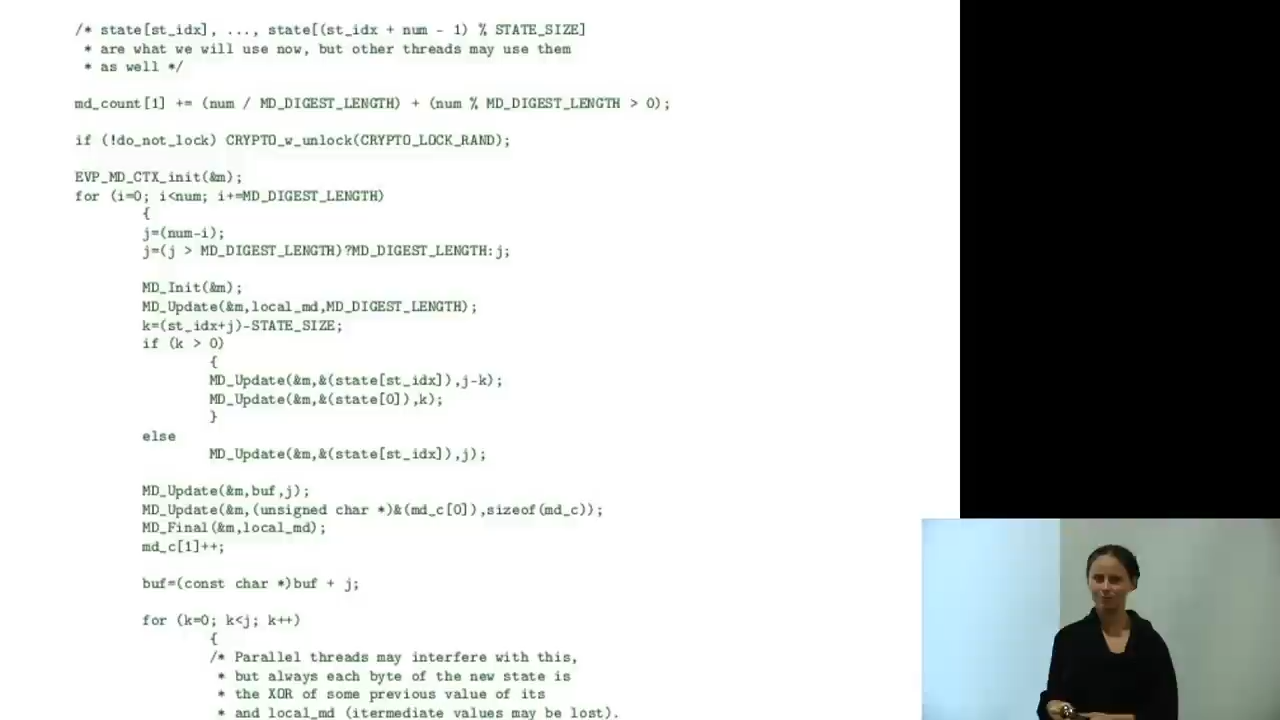 /* state[st_idx], ..., state[(st_idx + num - 1) % STATE_SIZE]
* are what we will use now, but other threads may use them
* as well */
md_count[1] += (num / MD_DIGEST_LENGTH) + (num % MD_DIGEST_LENGTH > 0);
if (!do_not_lock) CRYPTO_w_unlock(CRYPTO_LOCK_RAND);
EVP_MD_CTX_init(&m);
for (i=0; i<num; i+=MD_DIGEST_LENGTH)
{
j=(num-i);
j=(j > MD_DIGEST_LENGTH)?MD_DIGEST_LENGTH:j;
MD_Init(&m);
MD_Update(&m,local_md,MD_DIGEST_LENGTH);
k=(st_idx+j)-STATE_SIZE;
if (k > 0)
{
MD_Update(&m,&(state[st_idx]),j-k);
MD_Update(&m,&(state[0]),k);
}
else
MD_Update(&m,&(state[st_idx]),j);
MD_Update(&m,buf,j);
MD_Update(&m,(unsigned char *)&(md_c[0]),sizeof(md_c));
MD_Final(&m,local_md);
md_c[1]++;
buf=(const char *)buf + j;
for (k=0; k<j; k++)
{
/* Parallel threads may interfere with this,
* but always each byte of the new state is
* the XOR of some previous value of its
* and local_md (itermediate values may be lost).